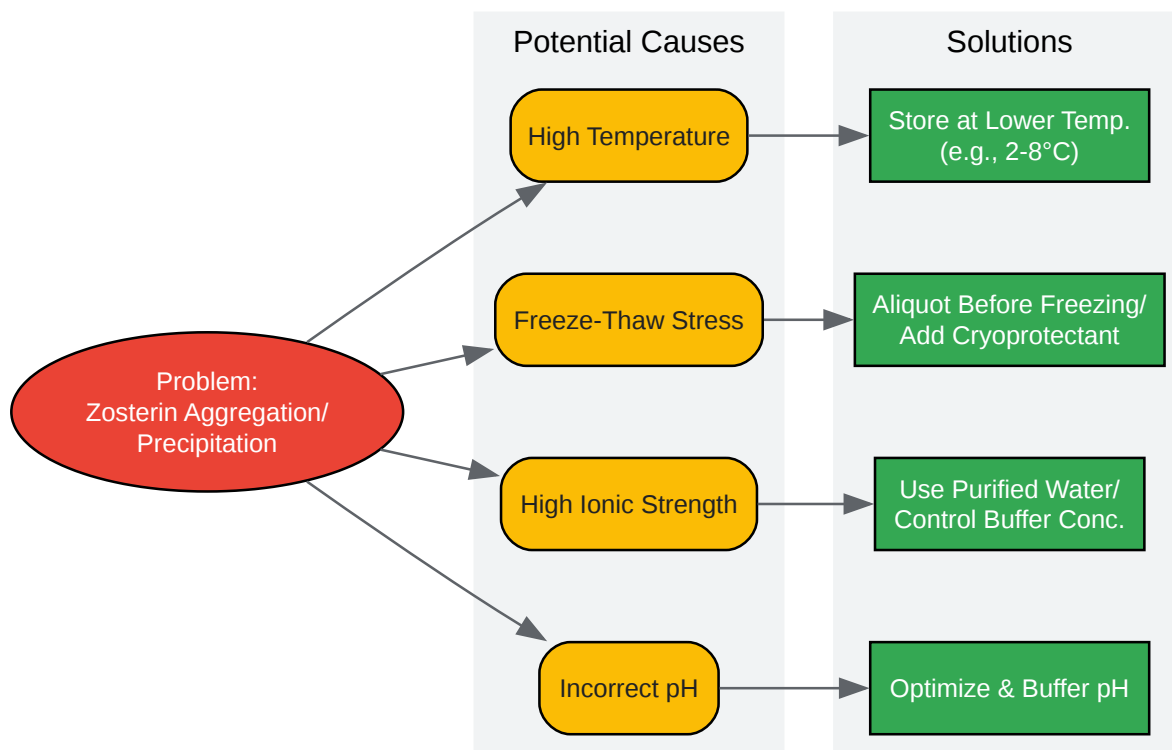 Potential Causes
Solutions
High Temperature
Store at Lower Temp.
(e.g., 2-8°C)
Freeze-Thaw Stress
Aliquot Before Freezing/
Add Cryoprotectant
Problem:
Zosterin Aggregation/
Precipitation
High Ionic Strength
Use Purified Water/
Control Buffer Conc.
Incorrect pH
Optimize & Buffer pH